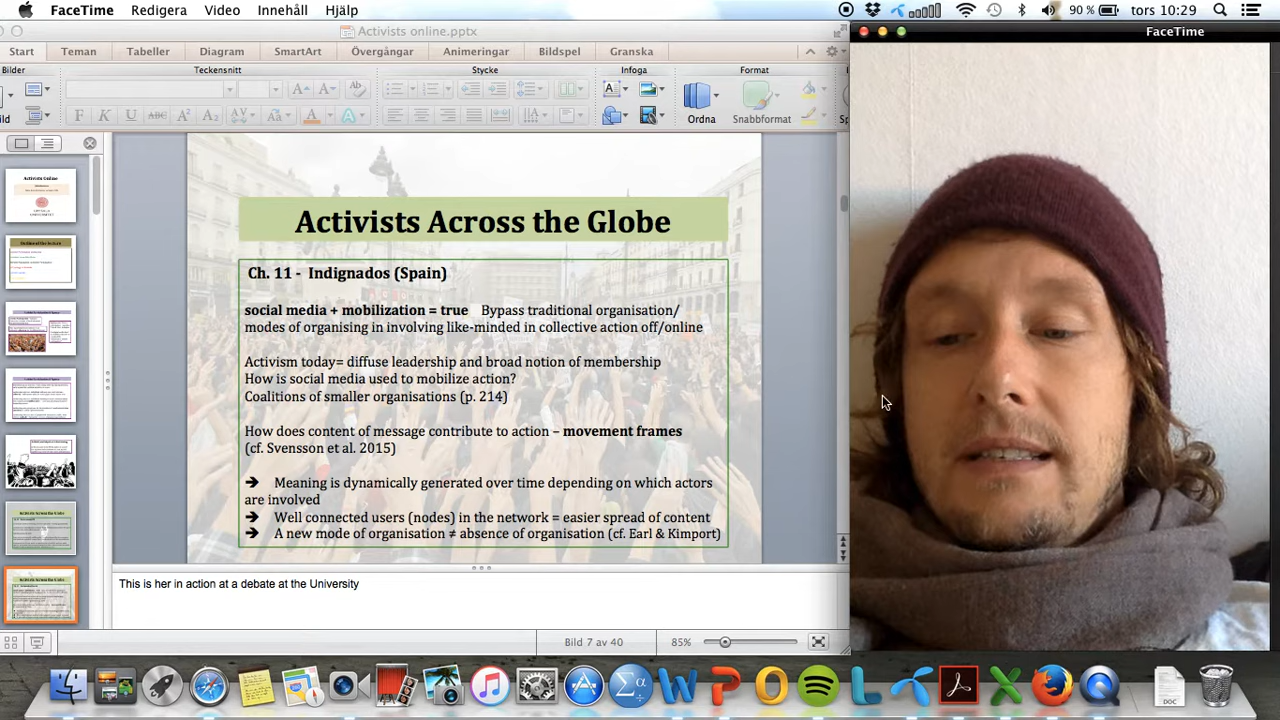 FaceTime Redigera Video Innehåll Hjälp 90 % tors 10:29
Activists online.pptx
FaceTime
Start Teman Tabeller Diagram SmartArt Övergångar Animeringar Bildspel Granska
Bilder Teckensnitt Stycke Infoga Format
F K U ABC
Ordna Snabbformat
Activists Online
Activists Across the Globe
Ch. 11 - Indignados (Spain)
social media + mobilization = true Bypass traditional organisation/
modes of organising in involving like-minded in collective action off/online
Activism today= diffuse leadership and broad notion of membership
How is social media used to mobilize action?
Coalitions of smaller organisations (p. 214)
How does content of message contribute to action – movement frames
(cf. Svensson et al. 2015)
➔ Meaning is dynamically generated over time depending on which actors
are involved
➔ Well connected users (nodes) in the network = easier spread of content
➔ A new mode of organisation ≠ absence of organisation (cf. Earl & Kimport)
This is her in action at a debate at the University
Bild 7 av 40 85%
DOC